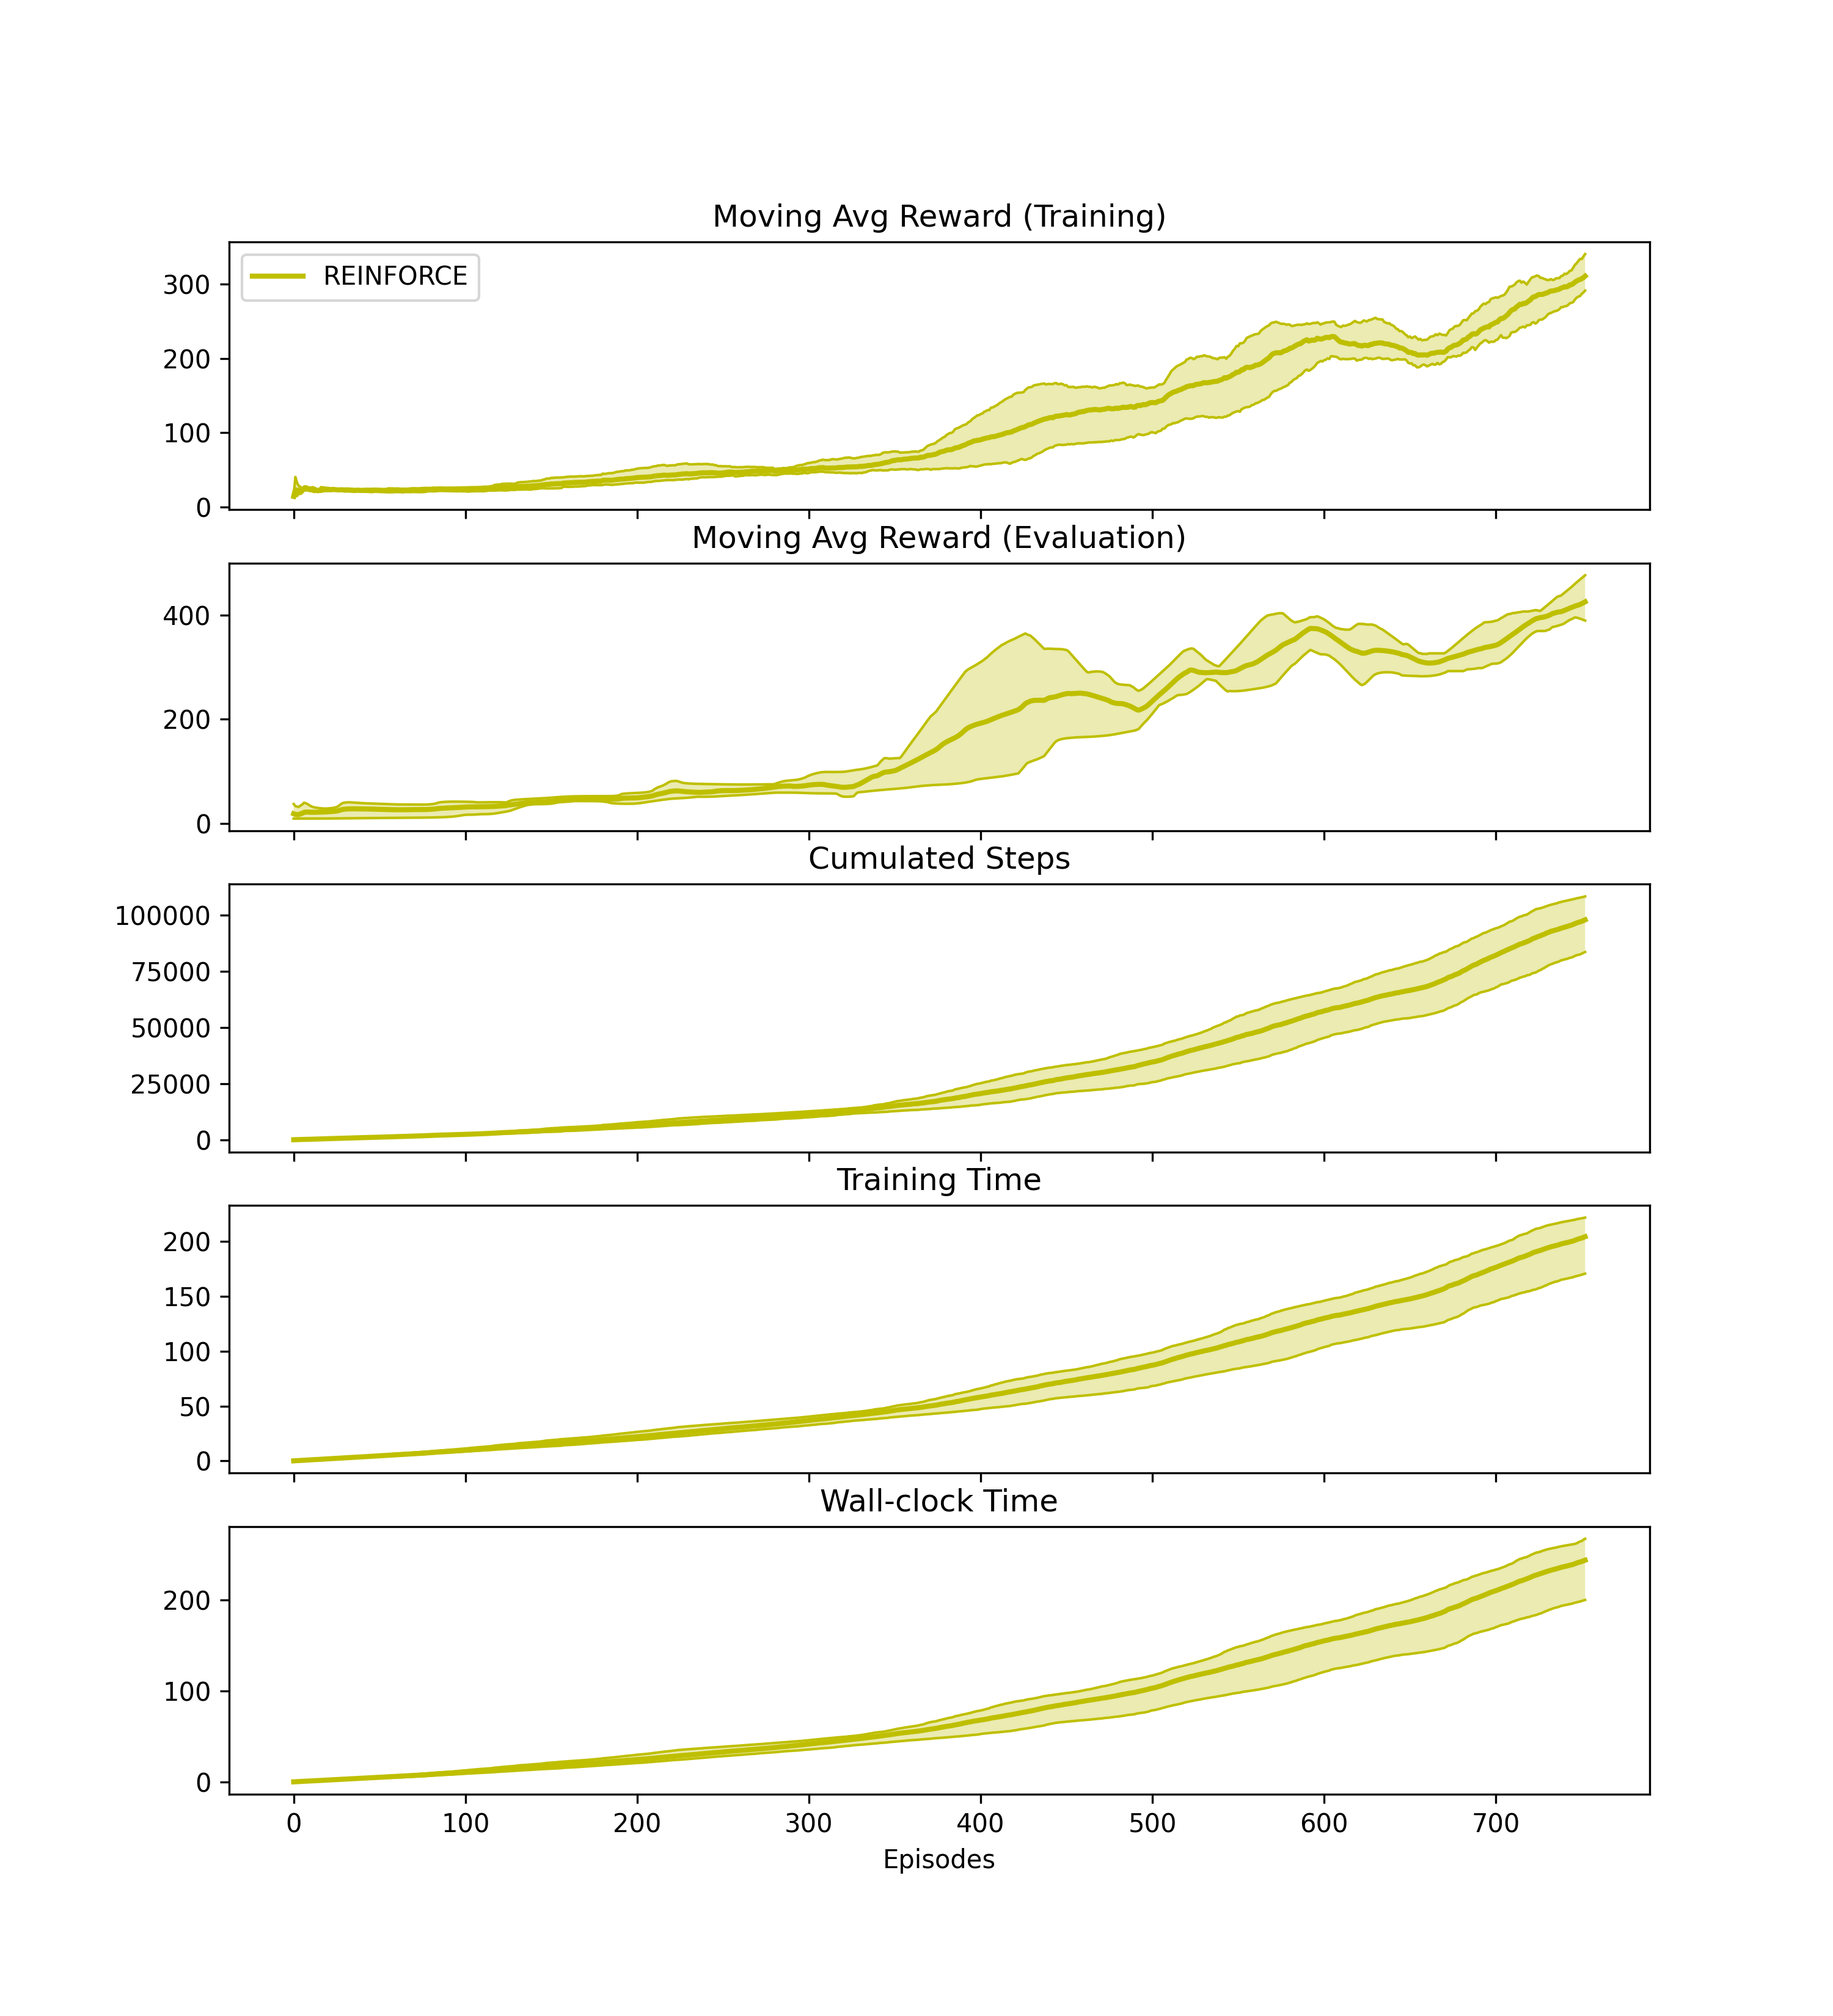 Moving Avg Reward (Training)
REINFORCE
300
200
100
0
Moving Avg Reward (Evaluation)
400
200
0
Cumulated Steps
100000
75000
50000
25000
0
Training Time
200
150
100
50
0
Wall-clock Time
200
100
0
0 100 200 300 400 500 600 700
Episodes